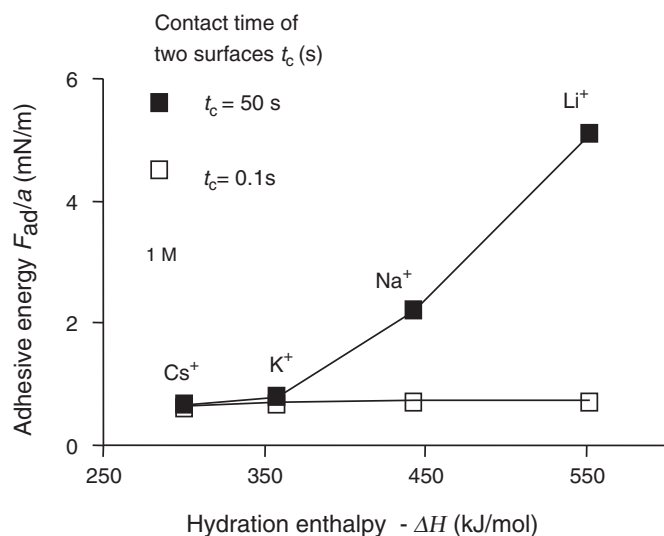 Contact time of
two surfaces tc (s)
tc = 50 s
tc = 0.1s
1 M
Cs+
K+
Na+
Li+
6
4
2
0
250
350
450
550
Adhesive energy Fad/a (mN/m)
Hydration enthalpy - ΔH (kJ/mol)